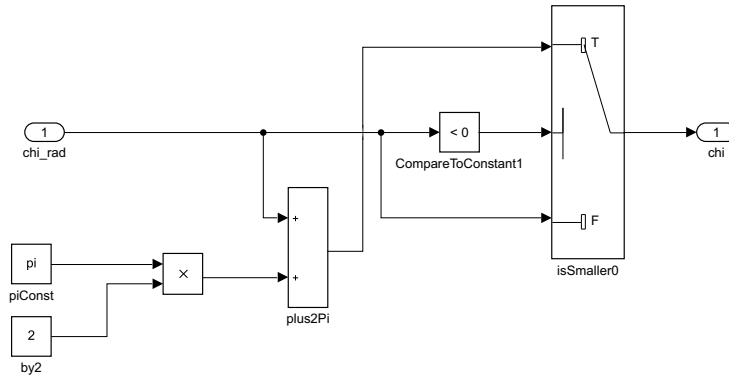 T
1
< 0
1
chi_rad
CompareToConstant1
chi
+
F
pi
×
+
isSmaller0
piConst
plus2Pi
2
by2